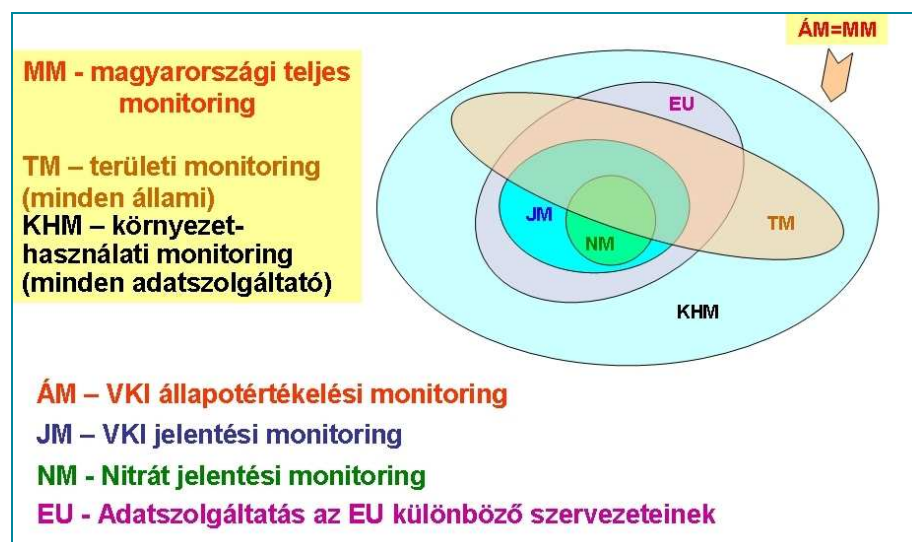 ÁM=MM
MM - magyarországi teljes
monitoring
TM – területi monitoring
(minden állami)
KHM – környezet-
használati monitoring
(minden adatszolgáltató)
EU
JM
NM
TM
KHM
ÁM – VKI állapotértékelési monitoring
JM – VKI jelentési monitoring
NM - Nitrát jelentési monitoring
EU - Adatszolgáltatás az EU különböző szervezeteinek